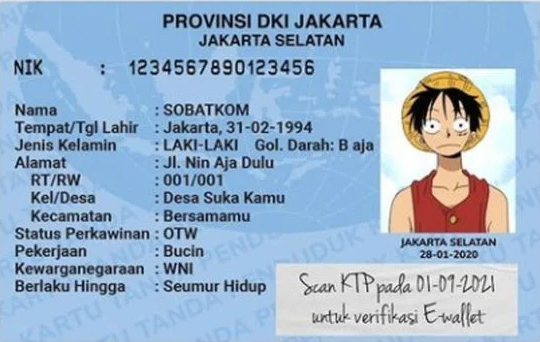 PROVINSI DKI JAKARTA
JAKARTA SELATAN
NIK : 1234567890123456
Nama : SOBATKOM
Tempat/Tgl Lahir : Jakarta, 31-02-1994
Jenis Kelamin : LAKI-LAKI Gol. Darah: B aja
Alamat : Jl. Nin Aja Dulu
RT/RW : 001/001
Kel/Desa : Desa Suka Kamu
Kecamatan : Bersamamu
Status Perkawinan : OTW
Pekerjaan : Bucin
Kewarganegaraan : WNI
Berlaku Hingga : Seumur Hidup
JAKARTA SELATAN
28-01-2020
Scan KTP pada 01-09-2021
untuk verifikasi E-wallet